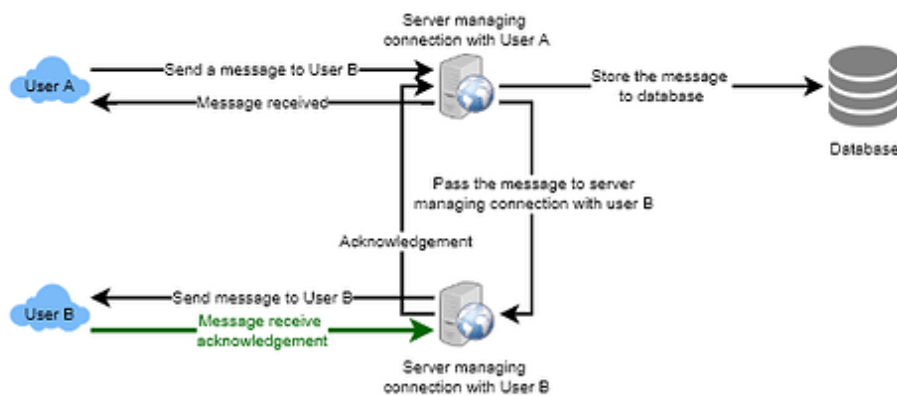 Server managing
connection with User A
User A
Send a message to User B
Message received
Store the message
to database
Database
Pass the message to server
managing connection with user B
Acknowledgement
User B
Send message to User B
Message receive
acknowledgement
Server managing
connection with User B